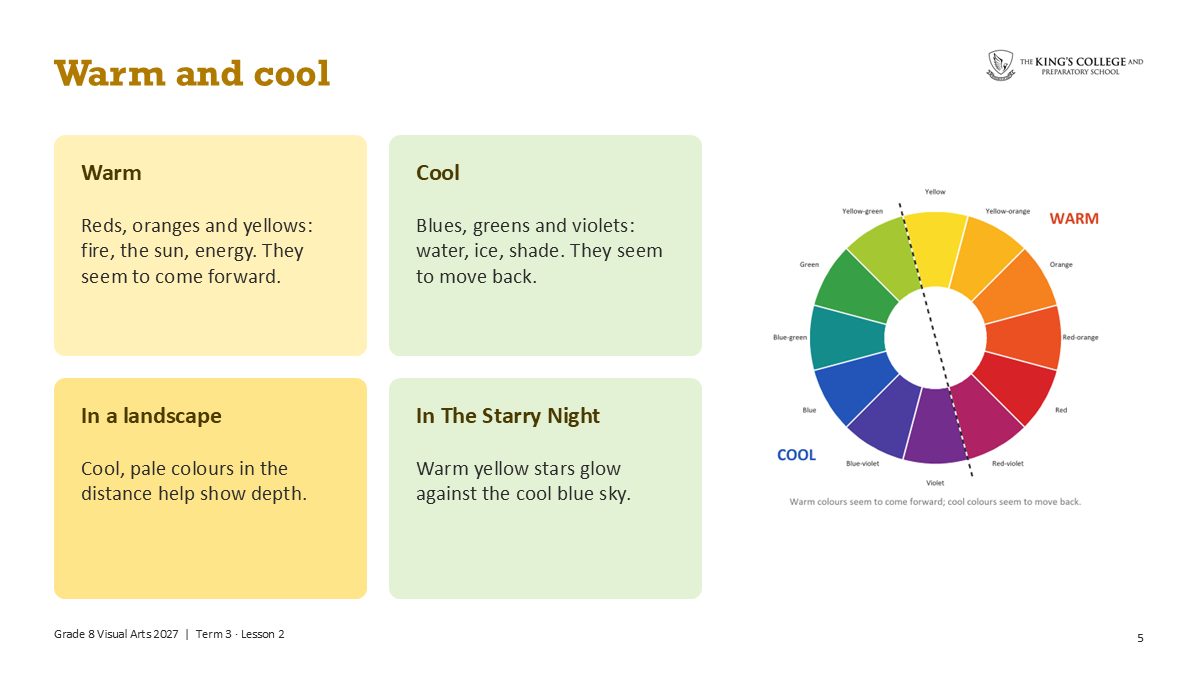 Warm and cool
THE KING'S COLLEGE AND
PREPARATORY SCHOOL
Warm
Reds, oranges and yellows:
fire, the sun, energy. They
seem to come forward.
Cool
Blues, greens and violets:
water, ice, shade. They seem
to move back.
In a landscape
Cool, pale colours in the
distance help show depth.
In The Starry Night
Warm yellow stars glow
against the cool blue sky.
Yellow
Yellow-green
Yellow-orange
WARM
Green
Orange
Blue-green
Red-orange
Blue
Red
COOL
Blue-violet
Red-violet
Violet
Warm colours seem to come forward; cool colours seem to move back.
Grade 8 Visual Arts 2027 | Term 3 · Lesson 2
5